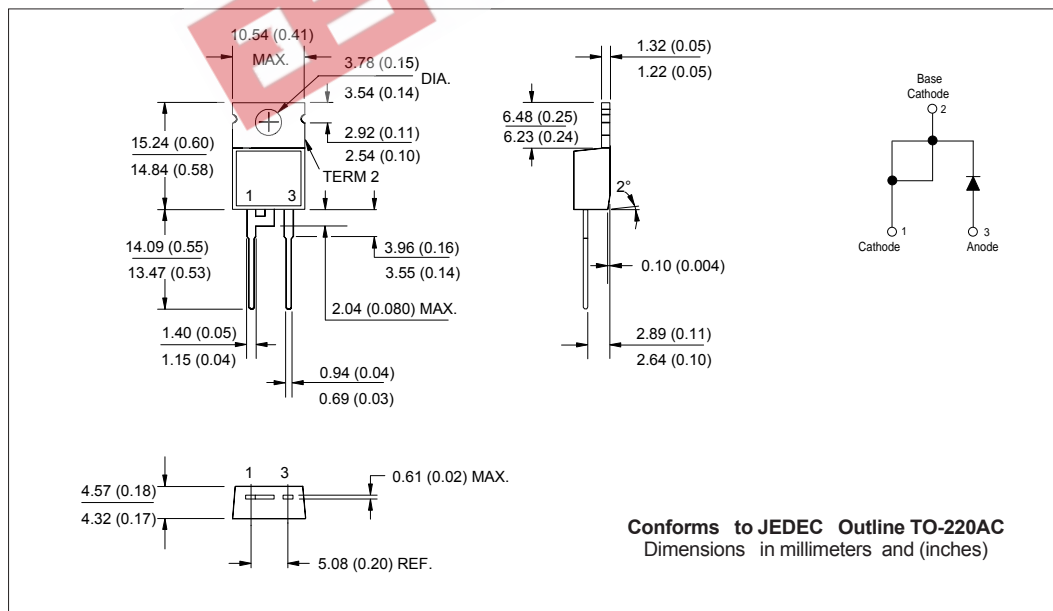 10.54 (0.41)
MAX.
3.78 (0.15)
3.54 (0.14)
DIA.
2.92 (0.11)
2.54 (0.10)
TERM 2
15.24 (0.60)
14.84 (0.58)
1 3
14.09 (0.55)
13.47 (0.53)
3.96 (0.16)
3.55 (0.14)
2.04 (0.080) MAX.
1.40 (0.05)
1.15 (0.04)
0.94 (0.04)
0.69 (0.03)
1.32 (0.05)
1.22 (0.05)
6.48 (0.25)
6.23 (0.24)
2°
0.10 (0.004)
2.89 (0.11)
2.64 (0.10)
Base
Cathode
2
1
Cathode
3
Anode
1 3
4.57 (0.18)
4.32 (0.17)
0.61 (0.02) MAX.
5.08 (0.20) REF.
Conforms to JEDEC Outline TO-220AC
Dimensions in millimeters and (inches)